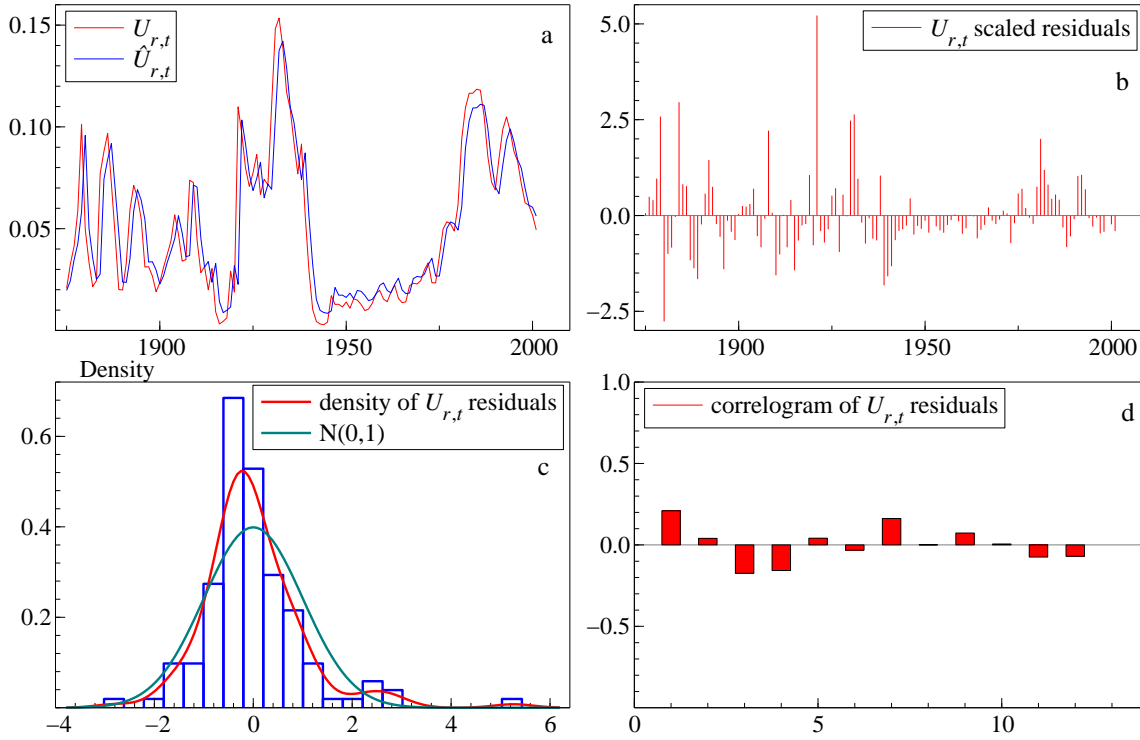 0.15
0.10
0.05
1900
1950
2000
U_{r,t}
Û_{r,t}
a
5.0
2.5
0.0
−2.5
1900
1950
2000
U_{r,t} scaled residuals
b
Density
0.6
0.4
0.2
−4
−2
0
2
4
6
density of U_{r,t} residuals
N(0,1)
c
1.0
0.5
0.0
−0.5
0
5
10
correlogram of U_{r,t} residuals
d